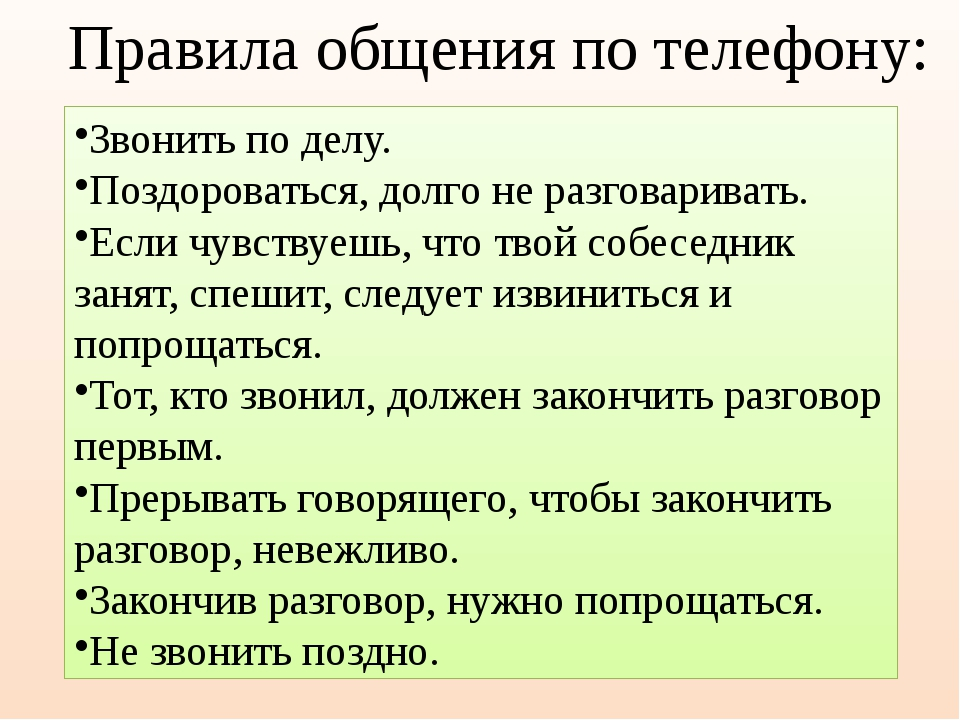 Правила общения по телефону:
•Звонить по делу.
•Поздороваться, долго не разговаривать.
•Если чувствуешь, что твой собеседник
занят, спешит, следует извиниться и
попрощаться.
•Тот, кто звонил, должен закончить разговор
первым.
•Прерывать говорящего, чтобы закончить
разговор, невежливо.
•Закончив разговор, нужно попрощаться.
•Не звонить поздно.